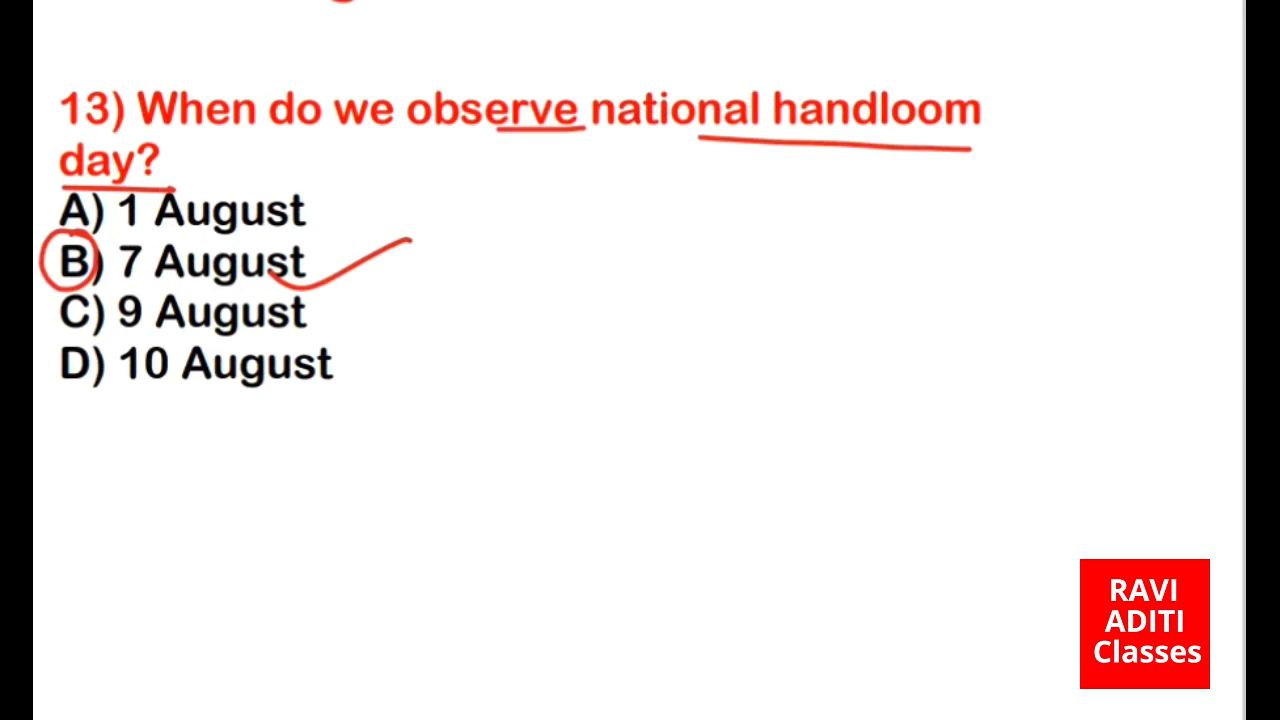 13) When do we observe national handloom
day?
A) 1 August
B) 7 August
C) 9 August
D) 10 August
RAVI
ADITI
Classes